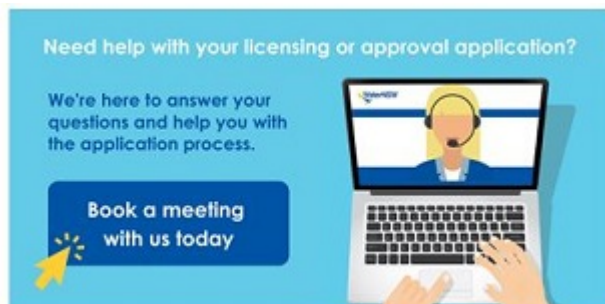 Need help with your licensing or approval application?
We're here to answer your
questions and help you with
the application process.
WaterNSW
Book a meeting
with us today